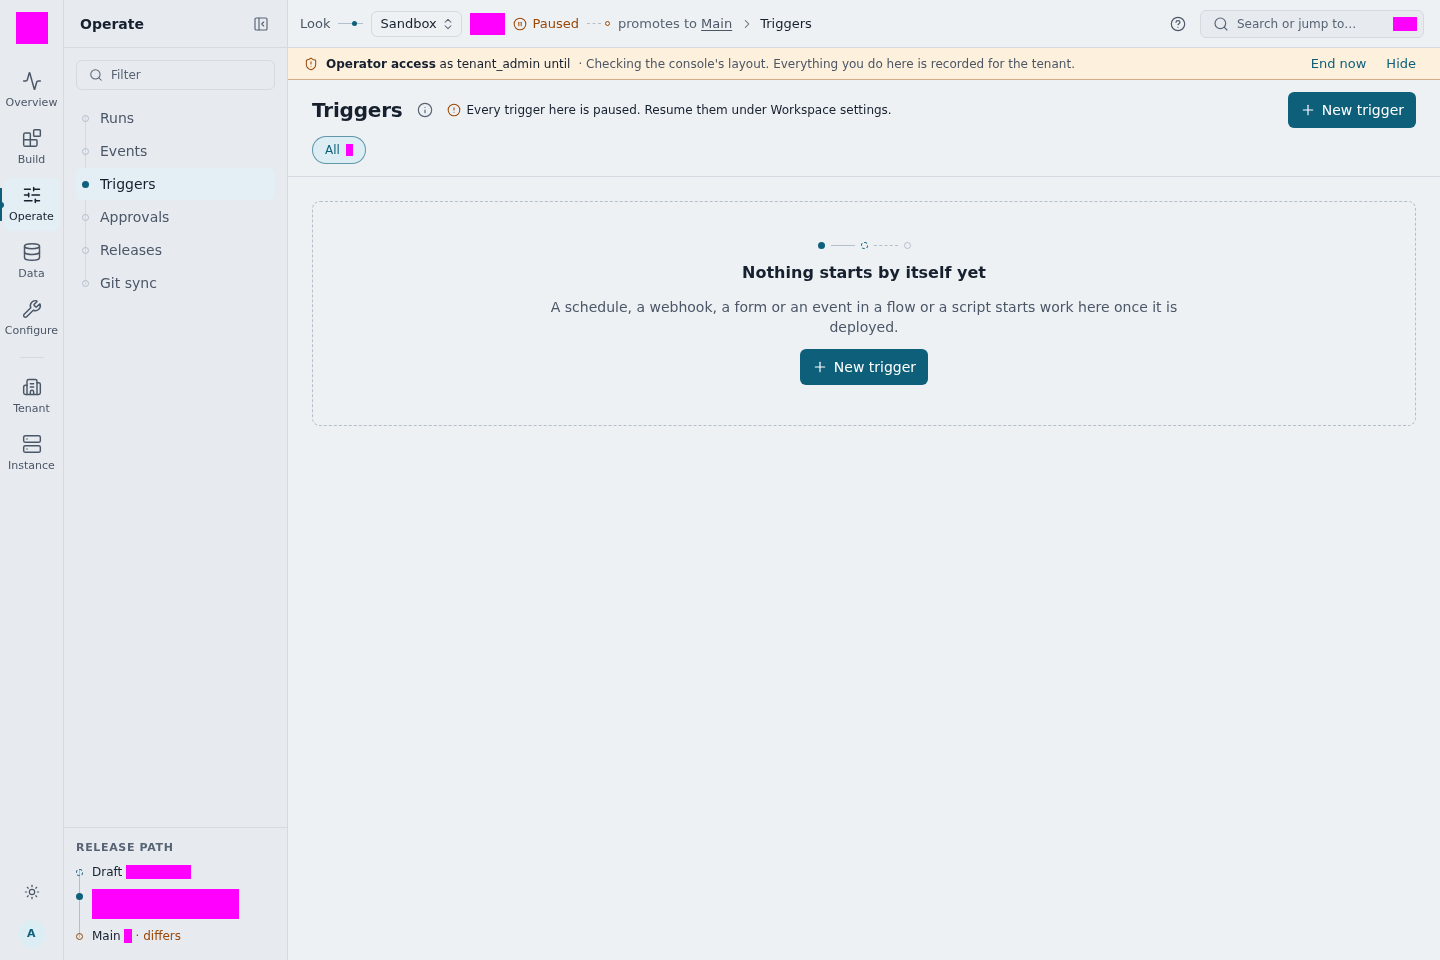 Operate
Look
Sandbox
Paused
promotes to Main
Triggers
Search or jump to...
Operator access as tenant_admin until · Checking the console's layout. Everything you do here is recorded for the tenant.
End now
Hide
Overview
Build
Operate
Data
Configure
Tenant
Instance
A
Filter
Runs
Events
Triggers
Approvals
Releases
Git sync
RELEASE PATH
Draft
Main · differs
Triggers
Every trigger here is paused. Resume them under Workspace settings.
New trigger
All
Nothing starts by itself yet
A schedule, a webhook, a form or an event in a flow or a script starts work here once it is
deployed.
New trigger